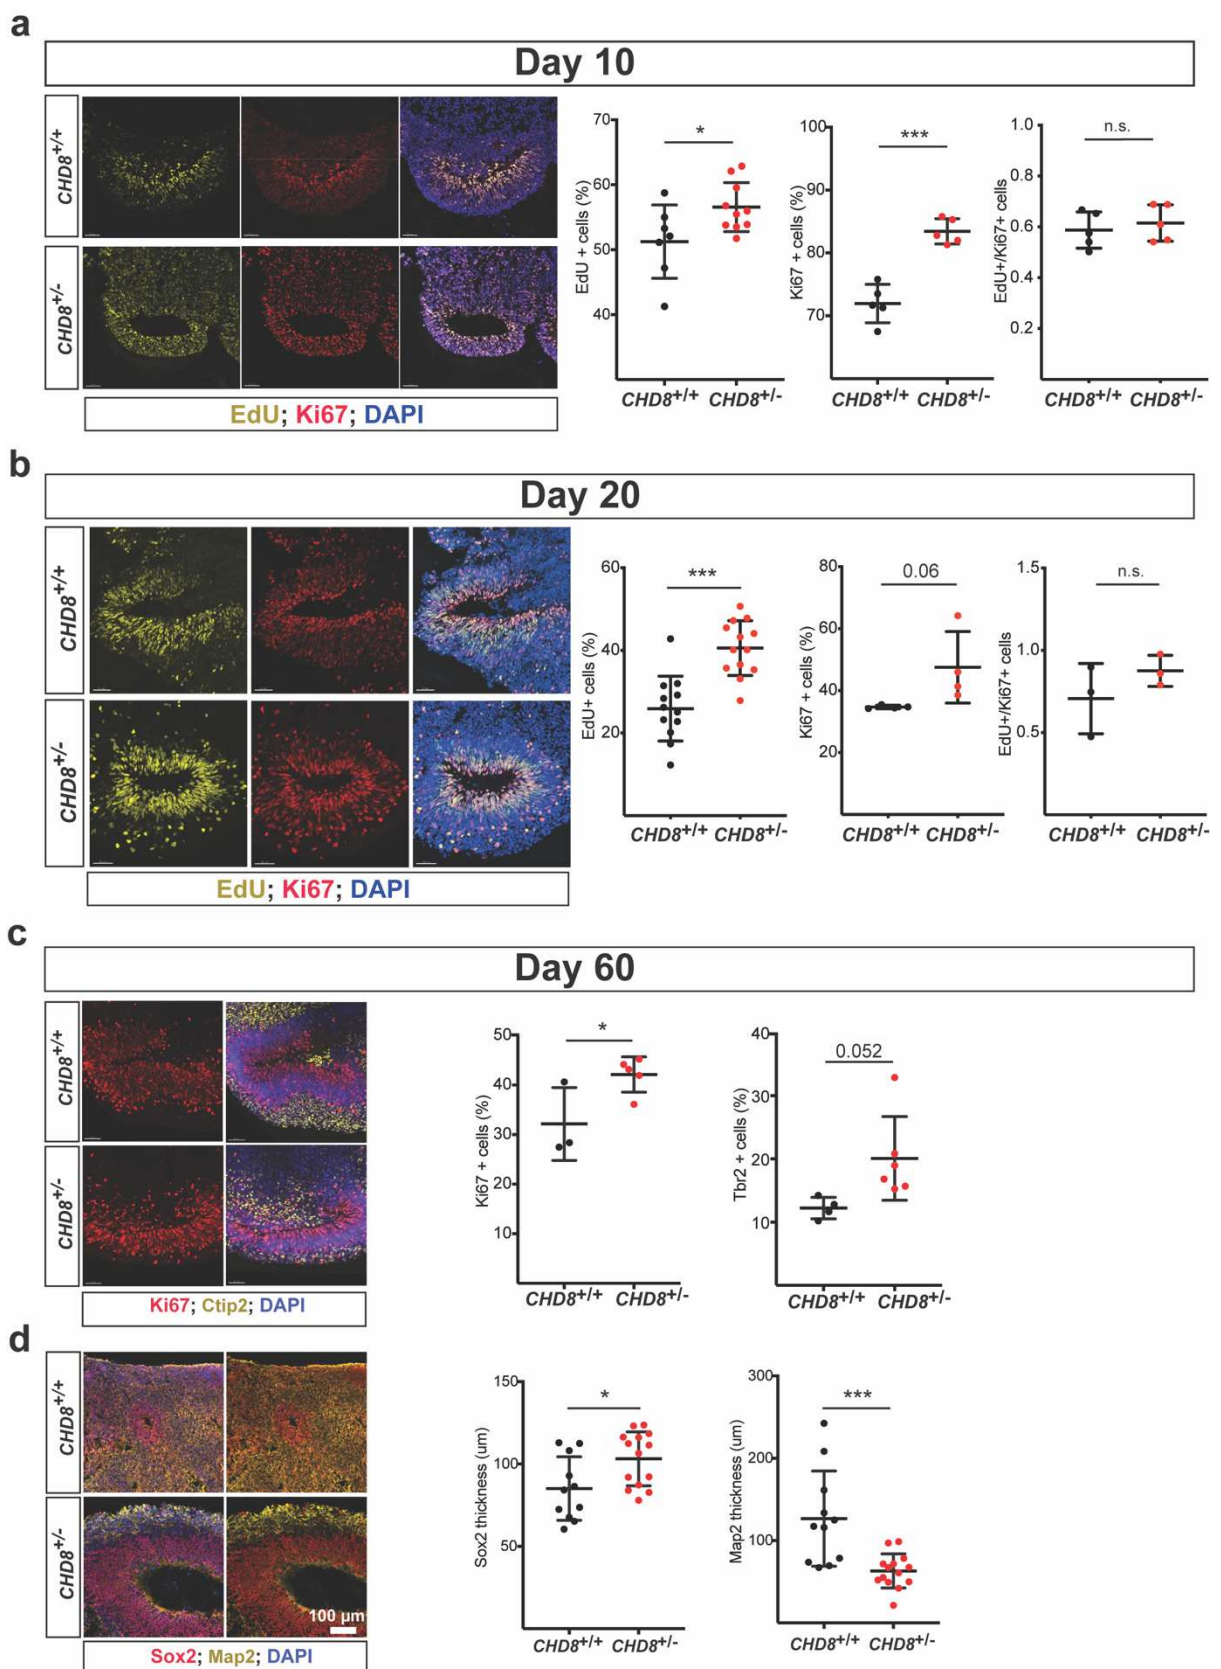 a
Day 10
CHD8+/+
CHD8+/-
EdU; Ki67; DAPI
EdU + cells (%)
70
60
50
40
*
CHD8+/+ CHD8+/-
Ki67 + cells (%)
100
90
80
70
***
CHD8+/+ CHD8+/-
EdU+/Ki67+ cells
1.0
0.8
0.6
0.4
0.2
n.s.
CHD8+/+ CHD8+/-
b
Day 20
CHD8+/+
CHD8+/-
EdU; Ki67; DAPI
EdU+ cells (%)
60
40
20
***
CHD8+/+ CHD8+/-
Ki67 + cells (%)
80
60
40
20
0.06
CHD8+/+ CHD8+/-
EdU+/Ki67+ cells
1.5
1.0
0.5
n.s.
CHD8+/+ CHD8+/-
c
Day 60
CHD8+/+
CHD8+/-
Ki67; Ctip2; DAPI
Ki67 + cells (%)
50
40
30
20
10
*
CHD8+/+ CHD8+/-
Tbr2 + cells (%)
40
30
20
10
0.052
CHD8+/+ CHD8+/-
d
CHD8+/+
CHD8+/-
100 µm
Sox2; Map2; DAPI
Sox2 thickness (um)
150
100
50
*
CHD8+/+ CHD8+/-
Map2 thickness (um)
300
200
100
***
CHD8+/+ CHD8+/-